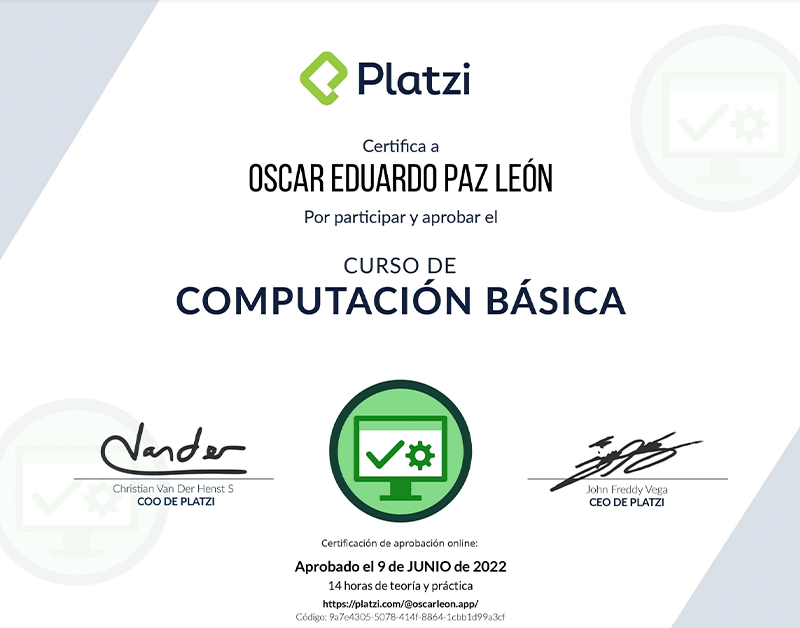 Platzi
Certifica a
OSCAR EDUARDO PAZ LEÓN
Por participar y aprobar el
CURSO DE
COMPUTACIÓN BÁSICA
Vander
Christian Van Der Henst S
COO DE PLATZI
John Freddy Vega
CEO DE PLATZI
Certificación de aprobación online:
Aprobado el 9 de JUNIO de 2022
14 horas de teoría y práctica
https://platzi.com/@oscarleon.app/
Código: 9a7e4305-5078-414f-8864-1cbb1d99a3cf